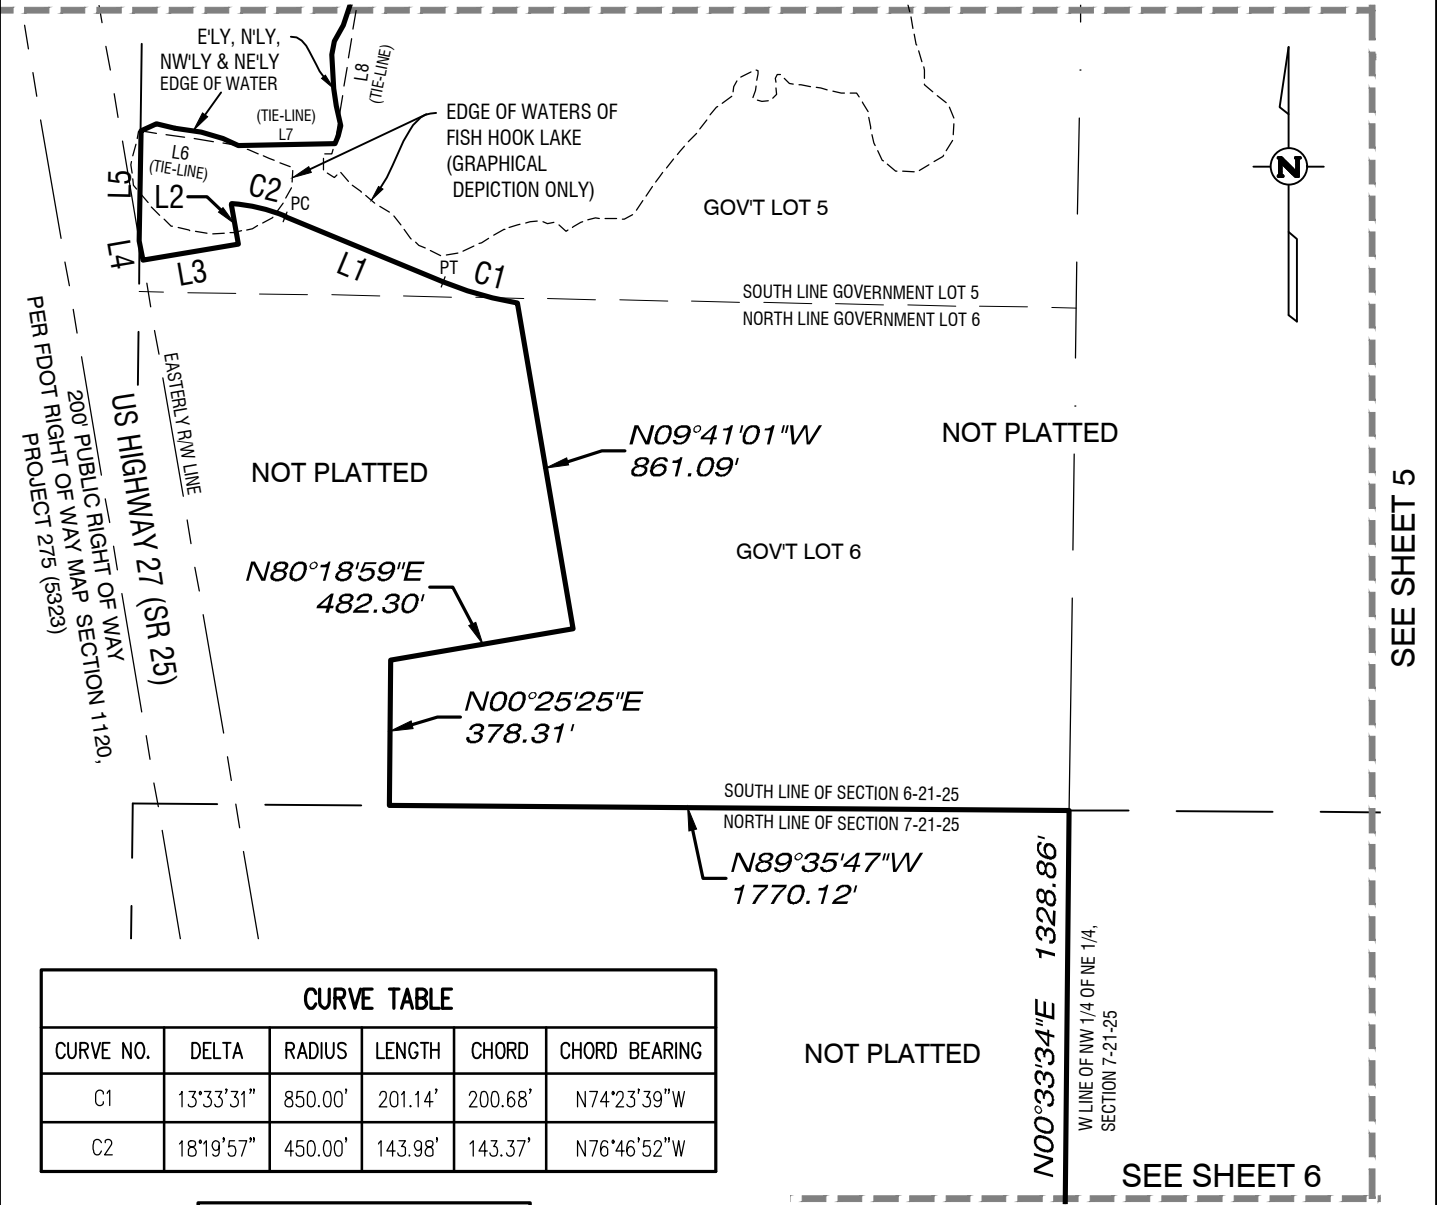 E'LY, N'LY,
NW'LY & NE'LY
EDGE OF WATER
(TIE-LINE)
L7
L8
(TIE-LINE)
EDGE OF WATERS OF
FISH HOOK LAKE
(GRAPHICAL
DEPICTION ONLY)
L6
(TIE-LINE)
L5
L2
C2
PC
N
GOV'T LOT 5
L4
L3
L1
PT
C1
SOUTH LINE GOVERNMENT LOT 5
NORTH LINE GOVERNMENT LOT 6
EASTERLY R/W LINE
US HIGHWAY 27 (SR 25)
200' PUBLIC RIGHT OF WAY
PER FDOT RIGHT OF WAY MAP SECTION 1120,
PROJECT 275 (5323)
NOT PLATTED
N09°41'01"W
861.09'
NOT PLATTED
SEE SHEET 5
GOV'T LOT 6
N80°18'59"E
482.30'
N00°25'25"E
378.31'
SOUTH LINE OF SECTION 6-21-25
NORTH LINE OF SECTION 7-21-25
N89°35'47"W
1770.12'
N00°33'34"E 1328.86'
W LINE OF NW 1/4 OF NE 1/4,
SECTION 7-21-25
NOT PLATTED
SEE SHEET 6
CURVE TABLE
CURVE NO. DELTA RADIUS LENGTH CHORD CHORD BEARING
C1 13°33'31" 850.00' 201.14' 200.68' N74°23'39"W
C2 18°19'57" 450.00' 143.98' 143.37' N76°46'52"W